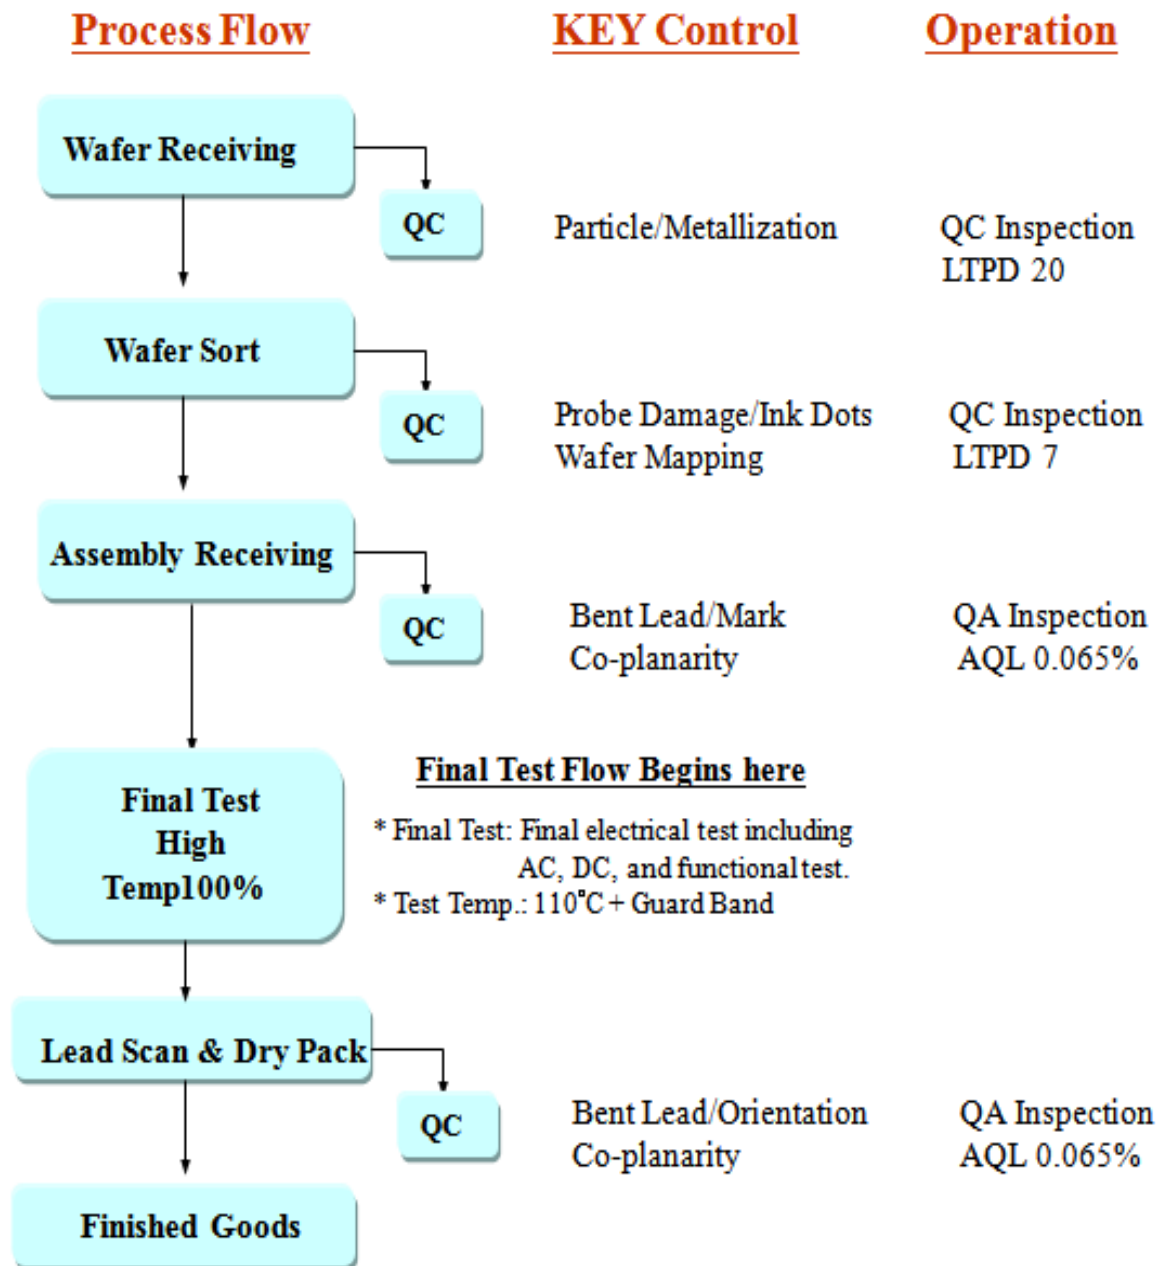 Process Flow KEY Control Operation
Wafer Receiving
QC Particle/Metallization QC Inspection
LTPD 20
Wafer Sort
QC Probe Damage/Ink Dots QC Inspection
Wafer Mapping LTPD 7
Assembly Receiving
QC Bent Lead/Mark QA Inspection
Co-planarity AQL 0.065%
Final Test Flow Begins here
Final Test
High
Temp100%
* Final Test: Final electrical test including
AC, DC, and functional test.
* Test Temp.: 110°C + Guard Band
Lead Scan & Dry Pack
QC Bent Lead/Orientation QA Inspection
Co-planarity AQL 0.065%
Finished Goods